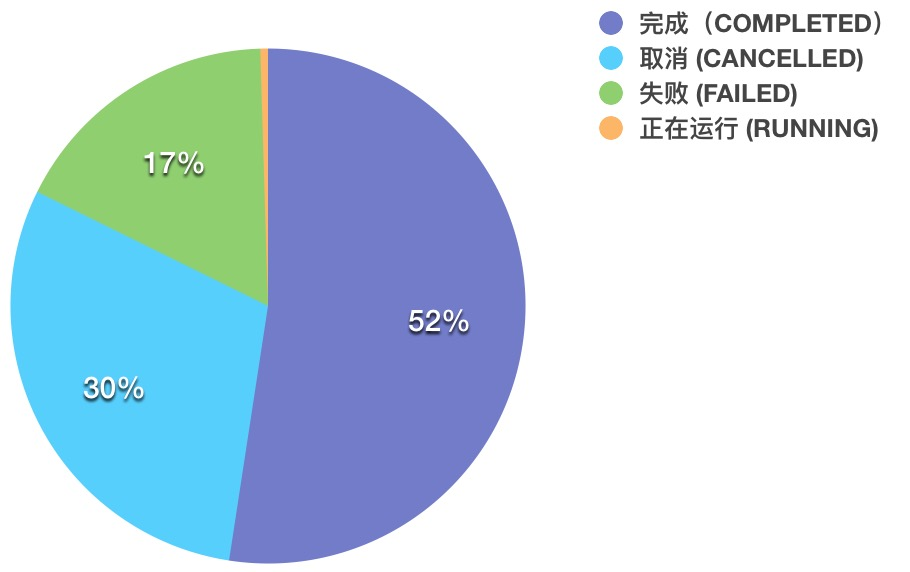 完成（COMPLETED）
取消 (CANCELLED)
失败 (FAILED)
正在运行 (RUNNING)
17%
52%
30%